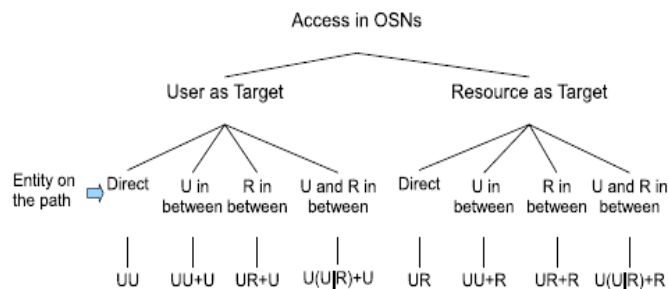 Access in OSNs
User as Target
Resource as Target
Entity on
the path
Direct
U in
between
R in
between
U and R in
between
Direct
U in
between
R in
between
U and R in
between
UU
UU+U
UR+U
U(U|R)+U
UR
UU+R
UR+R
U(U|R)+R